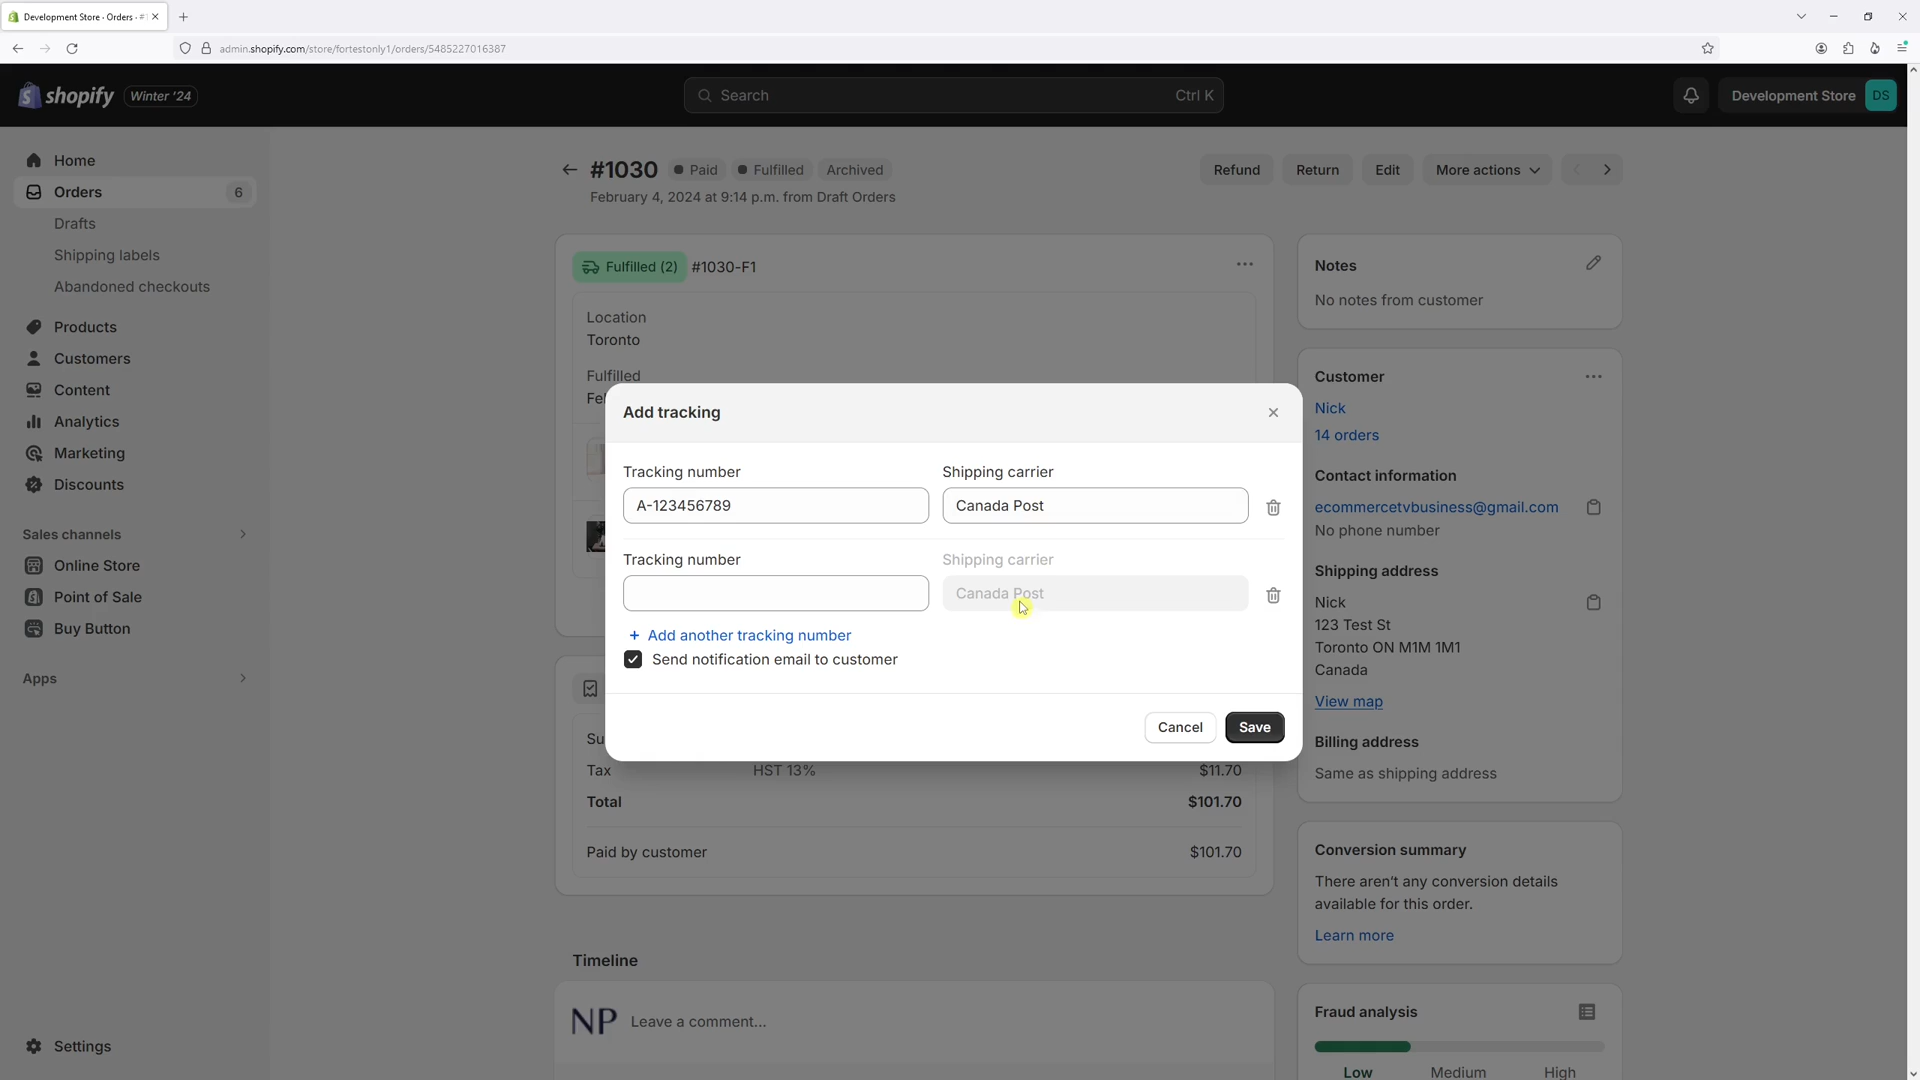 Development Store · Orders · #1
admin.shopify.com/store/fortestonly1/orders/5485227016387
shopify
Winter '24
Search
Ctrl K
Development Store
DS
Home
Orders
6
Drafts
Shipping labels
Abandoned checkouts
Products
Customers
Content
Analytics
Marketing
Discounts
Sales channels
Online Store
Point of Sale
Buy Button
Apps
Settings
#1030
Paid
Fulfilled
Archived
Refund
Return
Edit
More actions
February 4, 2024 at 9:14 p.m. from Draft Orders
Fulfilled (2)
#1030-F1
Location
Toronto
Fulfilled
Fe
Add tracking
Tracking number
Shipping carrier
A-123456789
Canada Post
Tracking number
Shipping carrier
Canada Post
+ Add another tracking number
Send notification email to customer
Cancel
Save
Su
Tax
HST 13%
$11.70
Total
$101.70
Paid by customer
$101.70
Timeline
NP
Leave a comment...
Notes
No notes from customer
Customer
Nick
14 orders
Contact information
ecommercetvbusiness@gmail.com
No phone number
Shipping address
Nick
123 Test St
Toronto ON M1M 1M1
Canada
View map
Billing address
Same as shipping address
Conversion summary
There aren't any conversion details
available for this order.
Learn more
Fraud analysis
Low
Medium
High